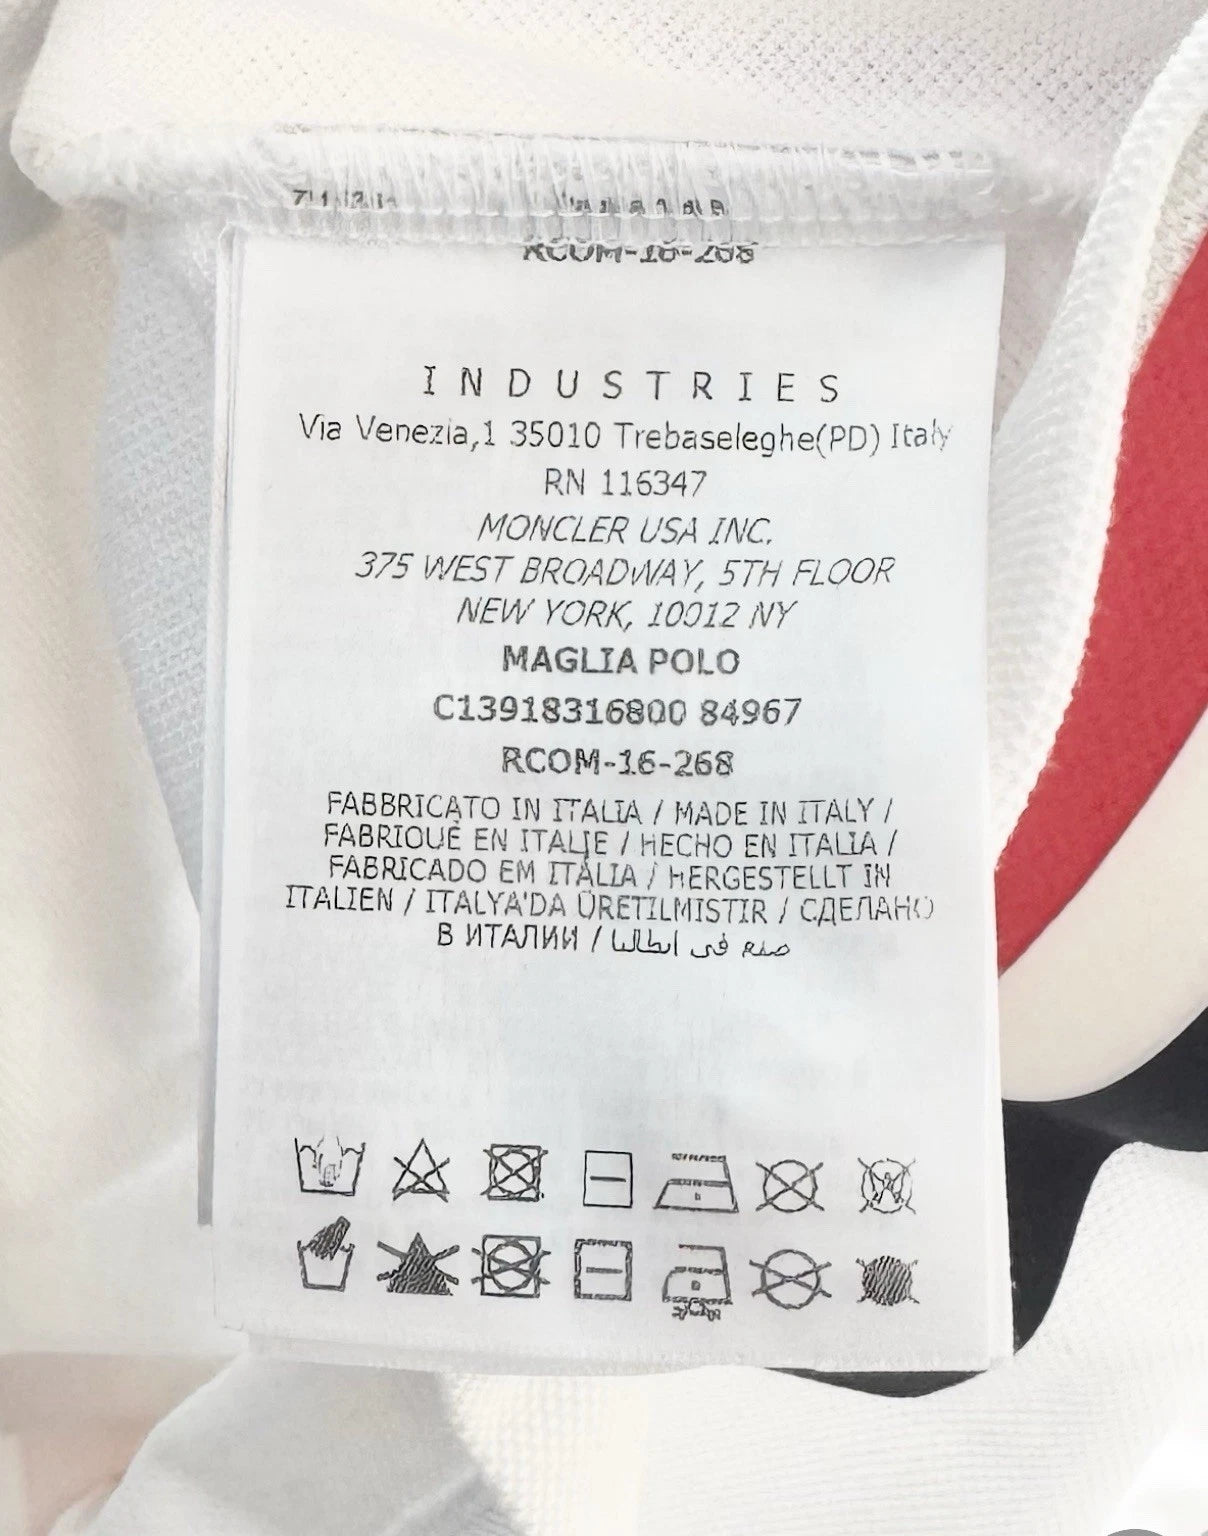 RCOM-16-268
INDUSTRIES
Via Venezia,1 35010 Trebaseleghe(PD) Italy
RN 116347
MONCLER USA INC.
375 WEST BROADWAY, 5TH FLOOR
NEW YORK, 10012 NY
MAGLIA POLO
C13918316800 84967
RCOM-16-268
FABBRICATO IN ITALIA / MADE IN ITALY /
FABRIQUÉ EN ITALIE / HECHO EN ITALIA /
FABRICADO EM ITÁLIA / HERGESTELLT IN
ITALIEN / ITALYA'DA ÜRETILMISTIR / СДЕЛАНО
В ИТАЛИИ / صنع في ايطاليا